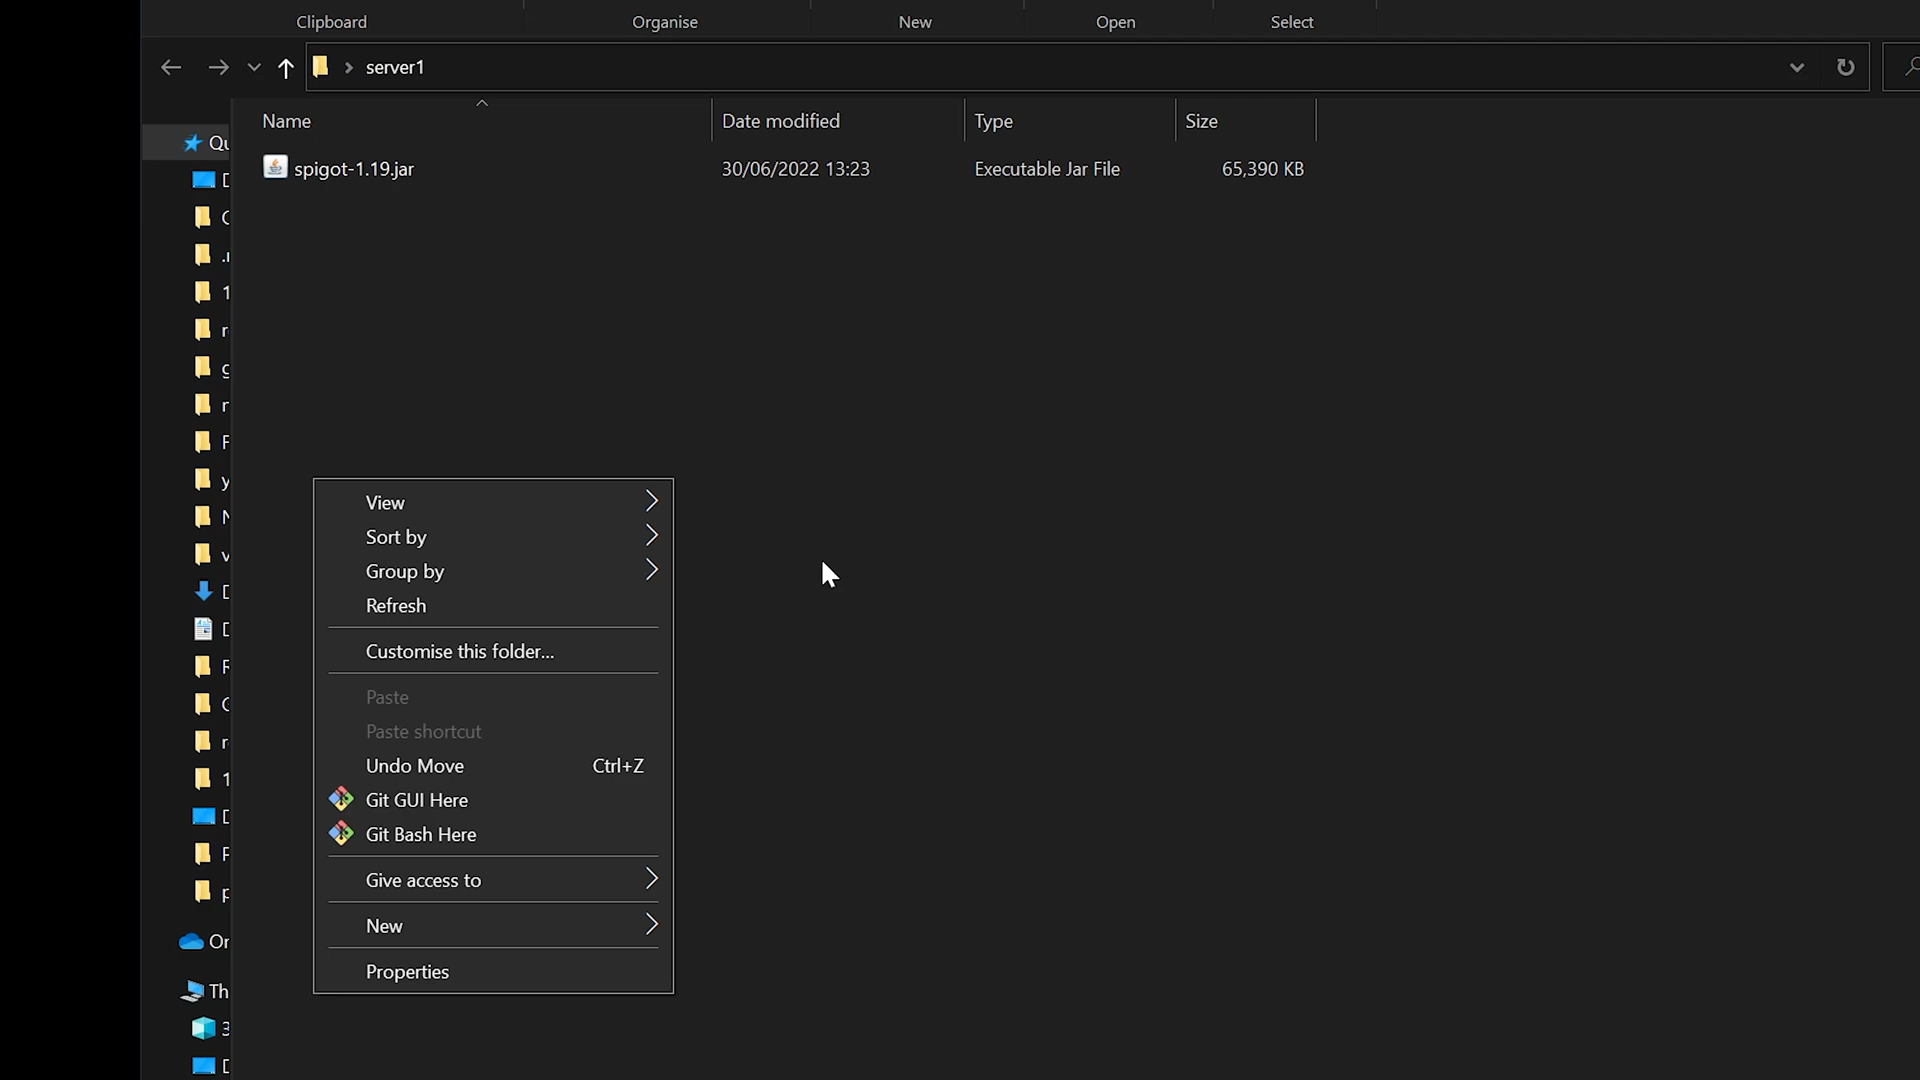 Clipboard
Organise
New
Open
Select
server1
Name
Date modified
Type
Size
spigot-1.19.jar
30/06/2022 13:23
Executable Jar File
65,390 KB
View
Sort by
Group by
Refresh
Customise this folder...
Paste
Paste shortcut
Undo Move
Ctrl+Z
Git GUI Here
Git Bash Here
Give access to
New
Properties